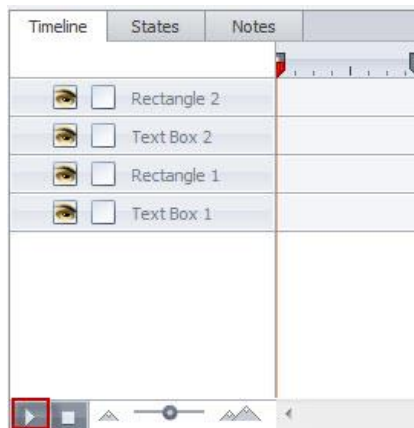 Timeline States Notes
Rectangle 2
Text Box 2
Rectangle 1
Text Box 1